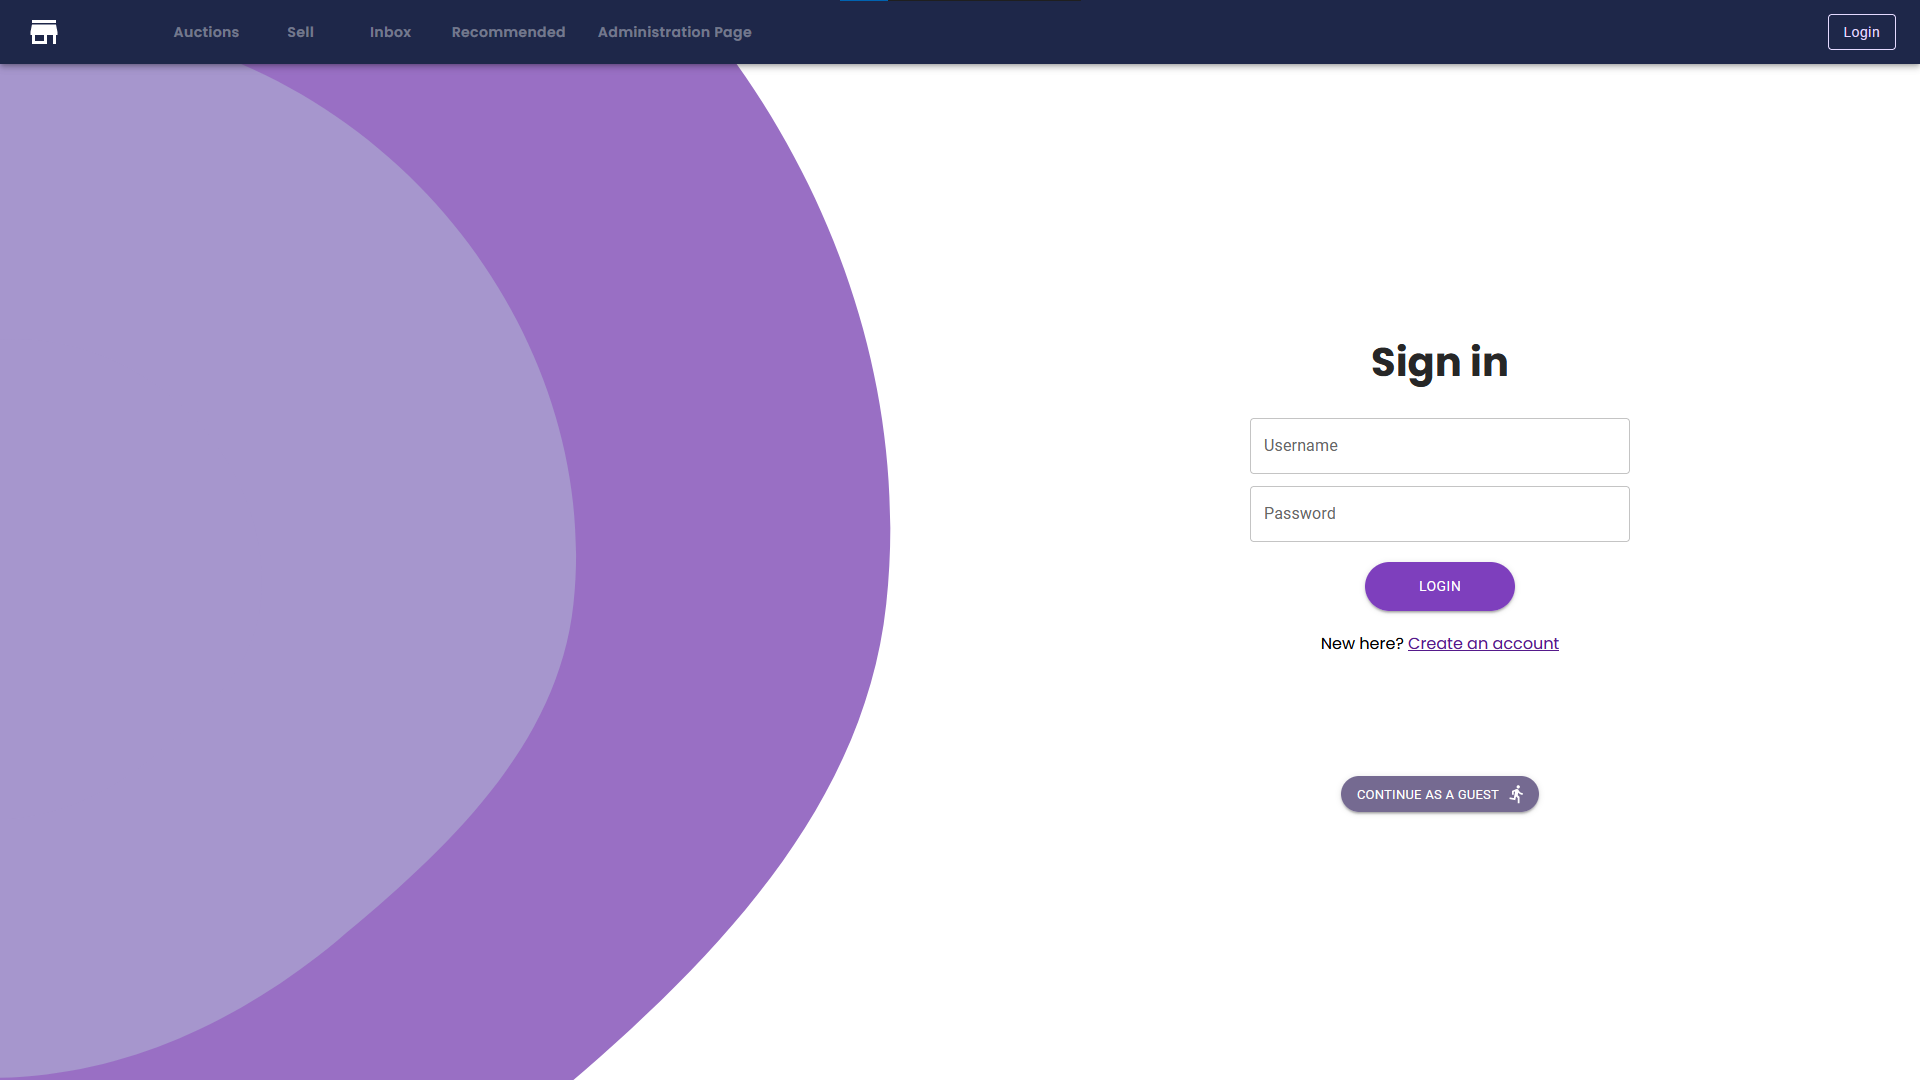 Auctions Sell Inbox Recommended Administration Page Login
Sign in
Username
Password
LOGIN
New here? Create an account
CONTINUE AS A GUEST